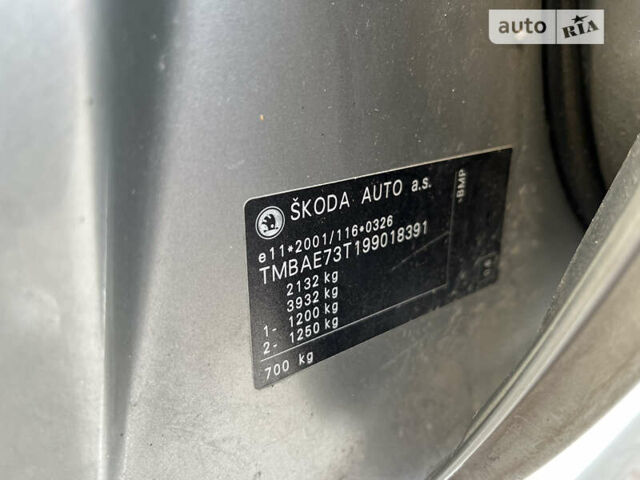 auto RIA
ŠKODA AUTO a.s.
e11*2001/116*0326
TMBAE73T199018391
2132 kg
3932 kg
1- 1200 kg
2- 1250 kg
700 kg
-BMP